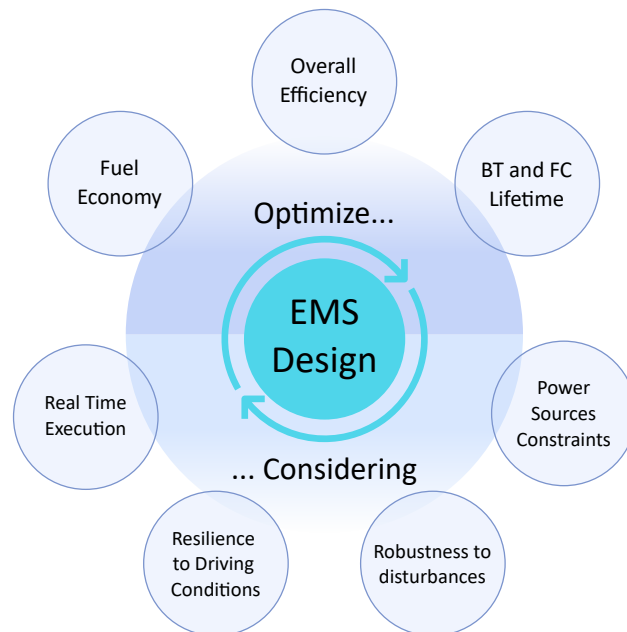 Overall
Efficiency
Fuel
Economy
BT and FC
Lifetime
Optimize...
EMS
Design
Real Time
Execution
Power
Sources
Constraints
... Considering
Resilience
to Driving
Conditions
Robustness to
disturbances